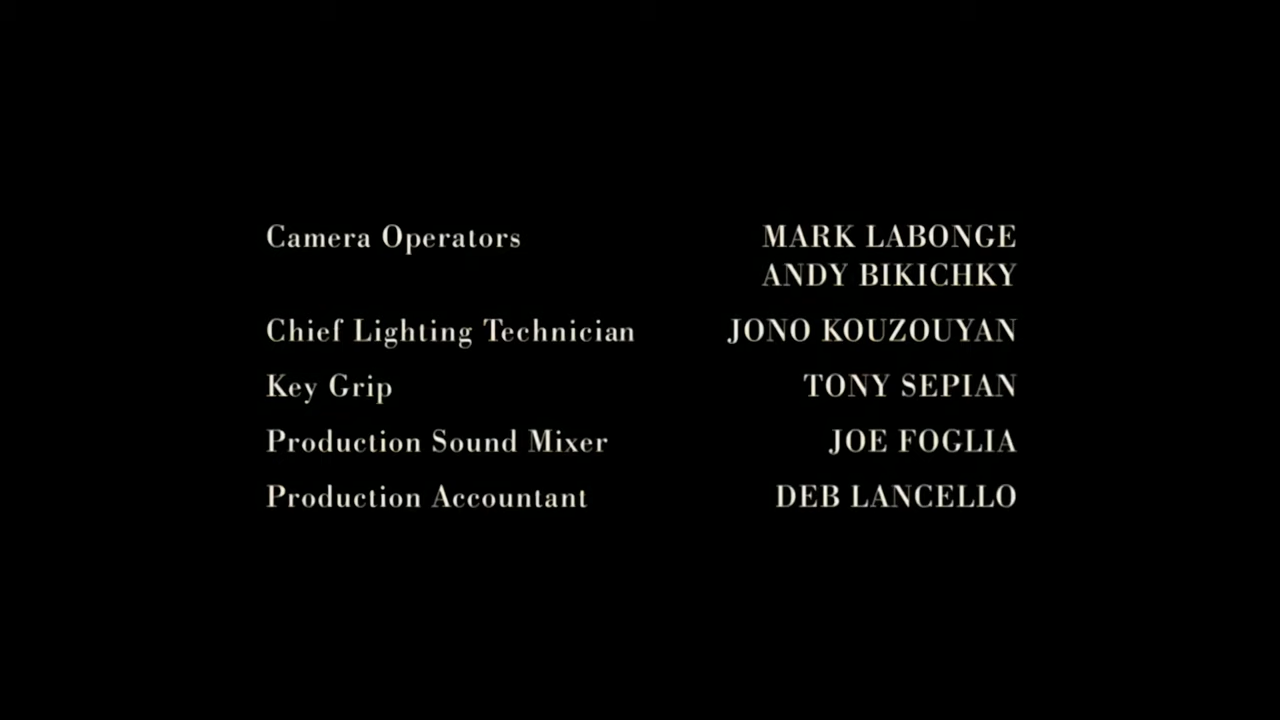 Camera Operators MARK LABONGE
ANDY BIKICHKY
Chief Lighting Technician JONO KOUZOUYAN
Key Grip TONY SEPIAN
Production Sound Mixer JOE FOGLIA
Production Accountant DEB LANCELLO